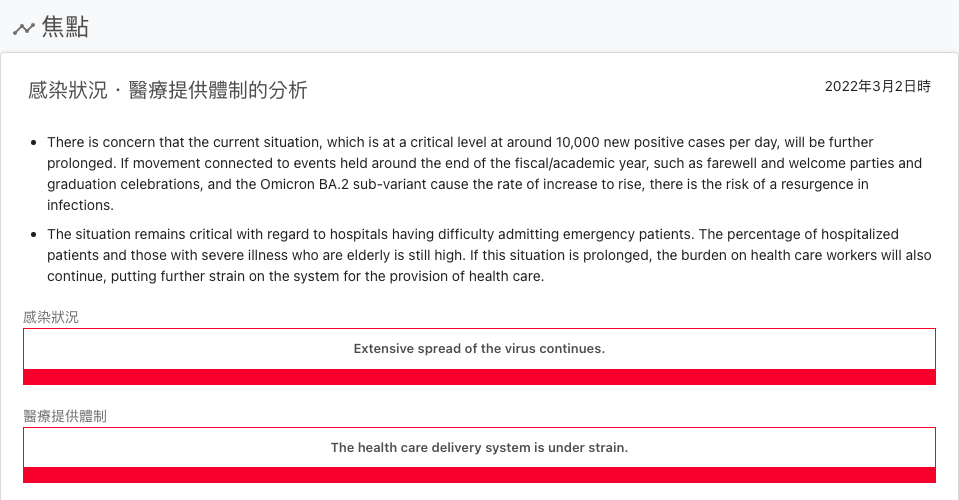 焦點
感染狀況・醫療提供體制的分析
2022年3月2日時
There is concern that the current situation, which is at a critical level at around 10,000 new positive cases per day, will be further
prolonged. If movement connected to events held around the end of the fiscal/academic year, such as farewell and welcome parties and
graduation celebrations, and the Omicron BA.2 sub-variant cause the rate of increase to rise, there is the risk of a resurgence in
infections.
The situation remains critical with regard to hospitals having difficulty admitting emergency patients. The percentage of hospitalized
patients and those with severe illness who are elderly is still high. If this situation is prolonged, the burden on health care workers will also
continue, putting further strain on the system for the provision of health care.
感染狀況
Extensive spread of the virus continues.
醫療提供體制
The health care delivery system is under strain.